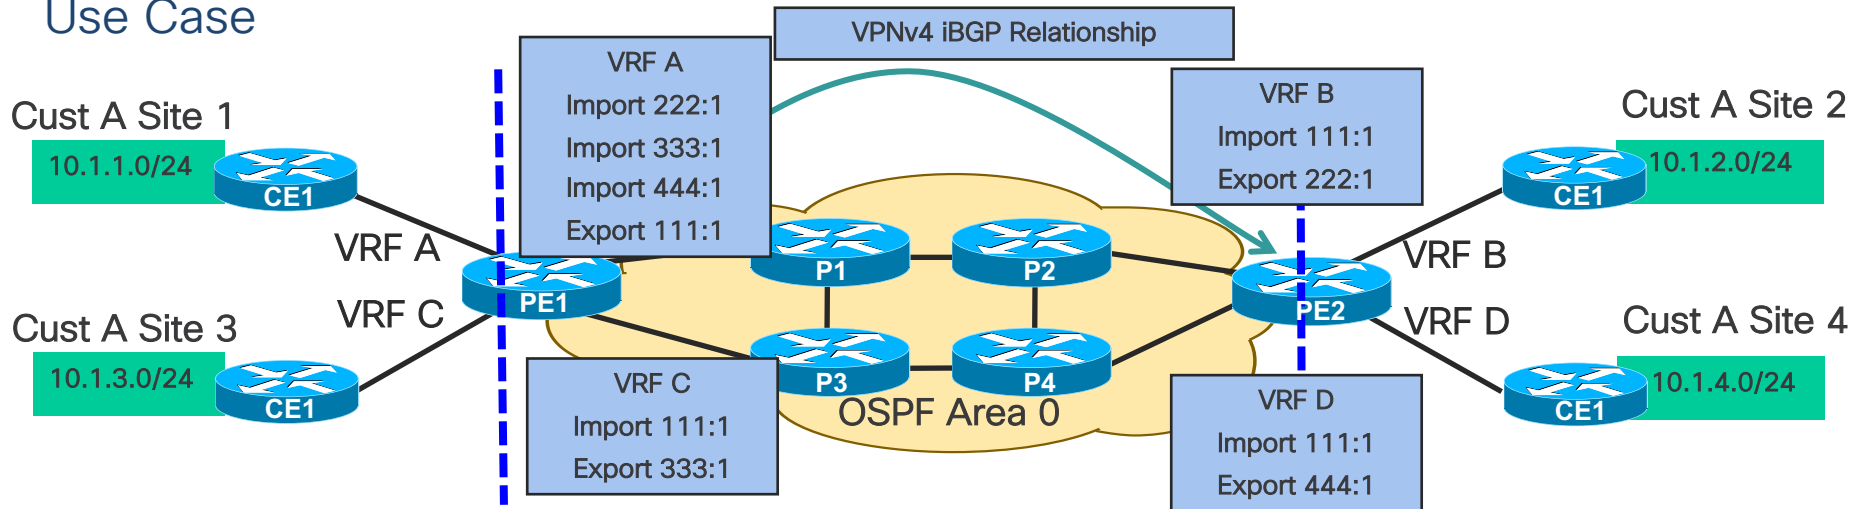 Use Case
VPNv4 iBGP Relationship
VRF A
Import 222:1
Import 333:1
Import 444:1
Export 111:1
VRF B
Import 111:1
Export 222:1
Cust A Site 1
10.1.1.0/24
CE1
VRF A
Cust A Site 2
10.1.2.0/24
CE1
VRF B
PE1
P1
P2
PE2
VRF C
Cust A Site 3
10.1.3.0/24
CE1
VRF C
Import 111:1
Export 333:1
P3
P4
OSPF Area 0
VRF D
Cust A Site 4
10.1.4.0/24
CE1
VRF D
Import 111:1
Export 444:1